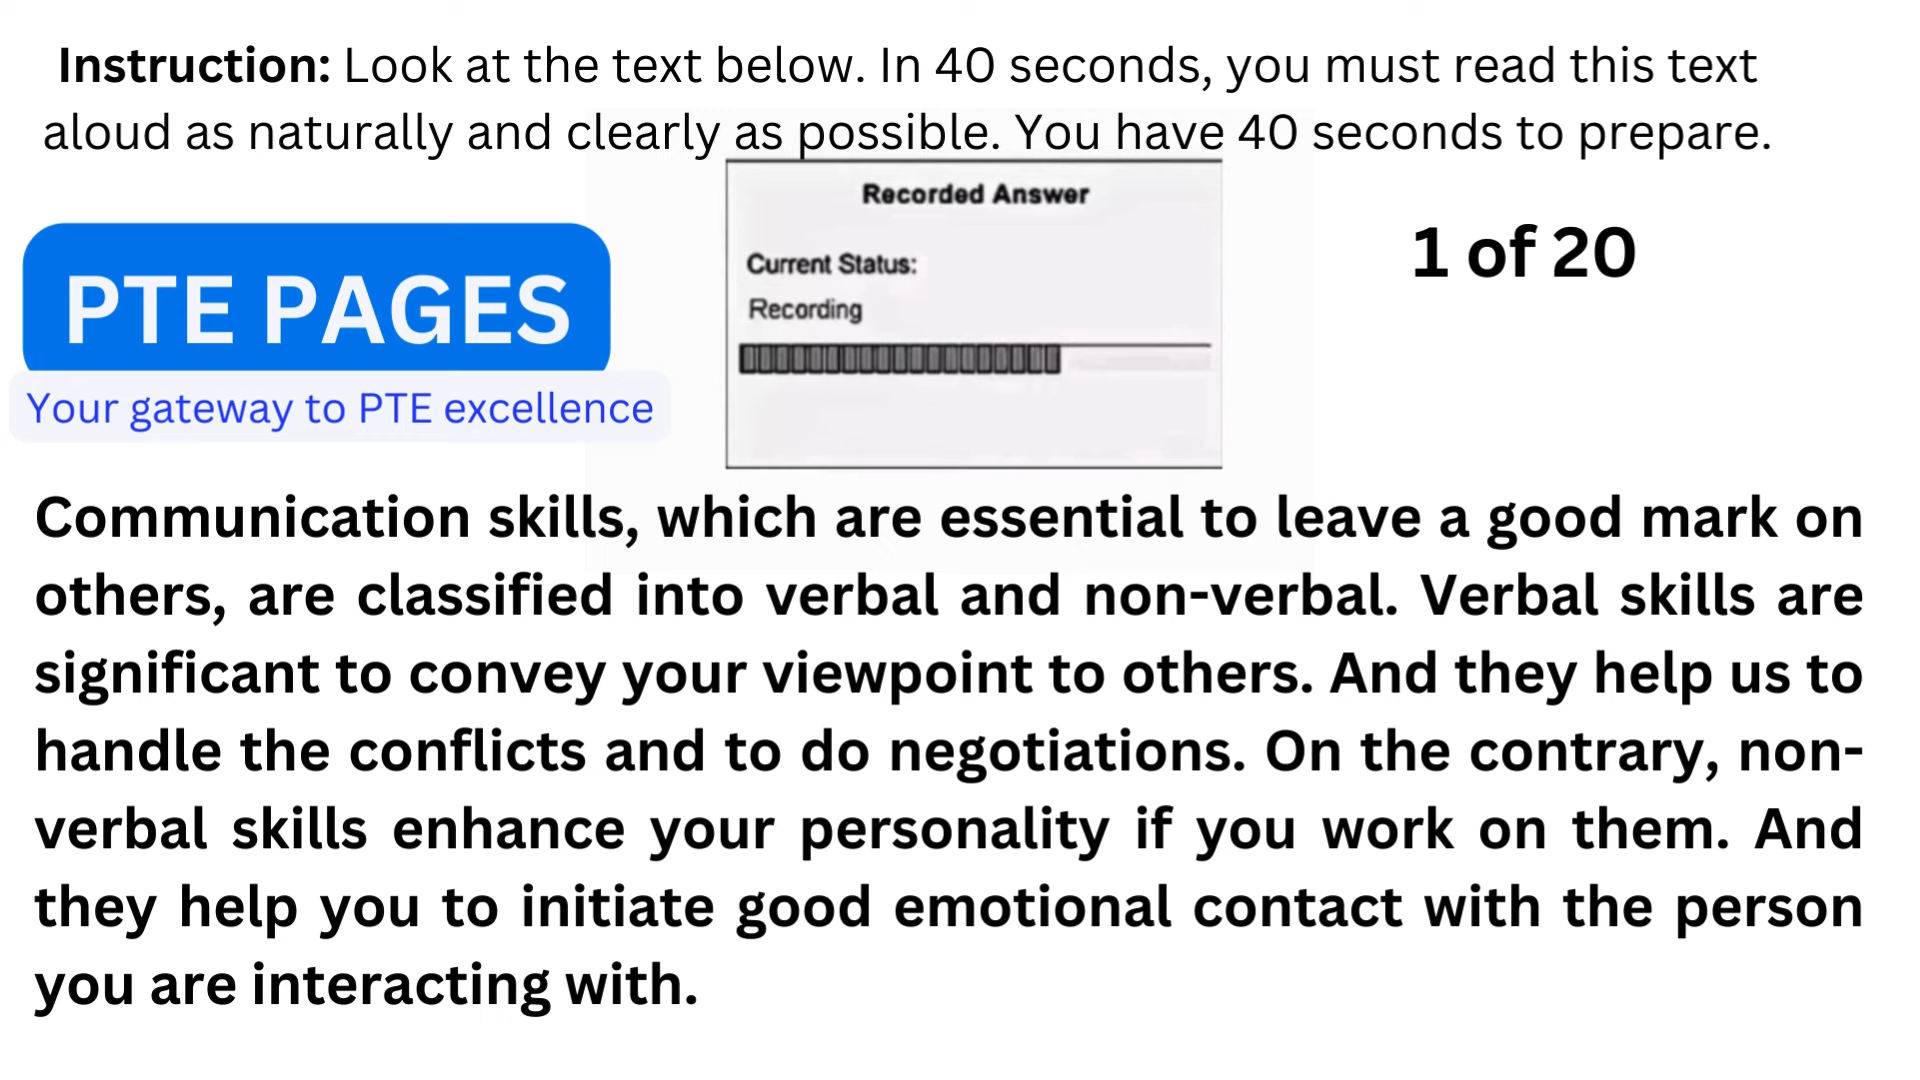 Instruction: Look at the text below. In 40 seconds, you must read this text
aloud as naturally and clearly as possible. You have 40 seconds to prepare.
Recorded Answer
Current Status:
Recording
1 of 20
PTE PAGES
Your gateway to PTE excellence
Communication skills, which are essential to leave a good mark on
others, are classified into verbal and non-verbal. Verbal skills are
significant to convey your viewpoint to others. And they help us to
handle the conflicts and to do negotiations. On the contrary, non-
verbal skills enhance your personality if you work on them. And
they help you to initiate good emotional contact with the person
you are interacting with.